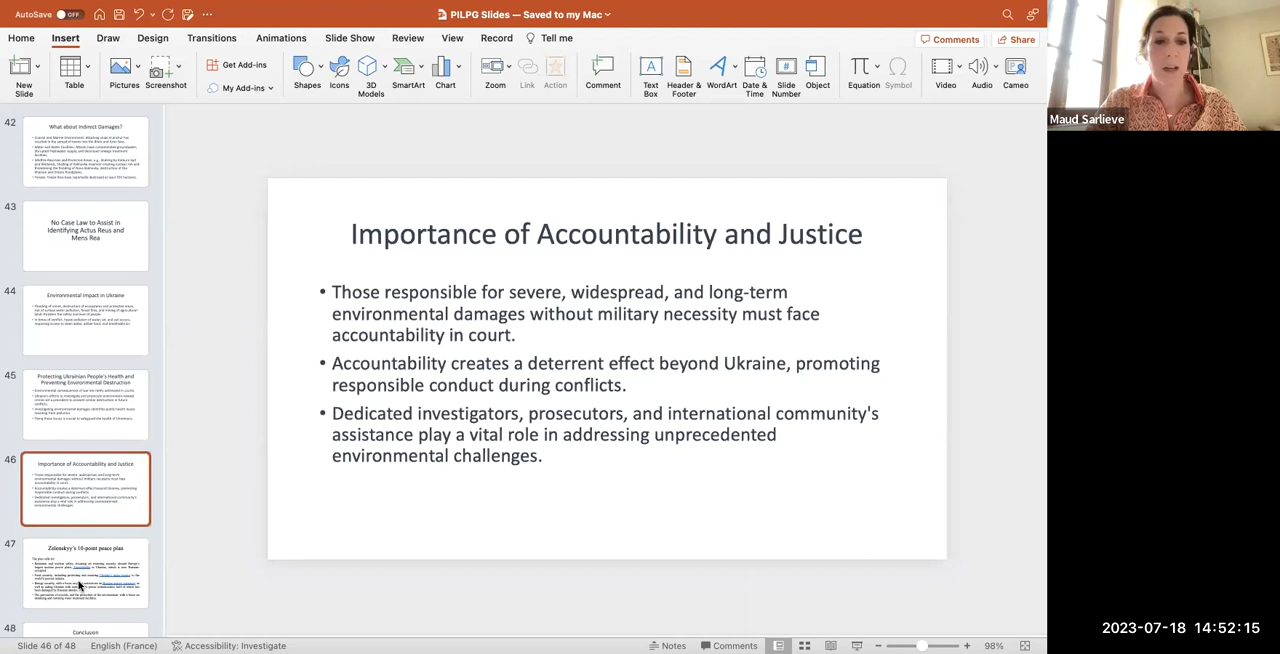 AutoSave OFF
PILPG Slides — Saved to my Mac
Home Insert Draw Design Transitions Animations Slide Show Review View Record Tell me
Comments Share
New Slide
Table
Pictures
Screenshot
Get Add-ins
My Add-ins
Shapes
Icons
3D Models
SmartArt
Chart
Zoom
Link
Action
Comment
Text Box
Header & Footer
WordArt
Date & Time
Slide Number
Object
Equation
Symbol
Video
Audio
Cameo
Maud Sarlieve
42
What about Indirect Damages?
43
No Case Law to Assist in
Identifying Actus Reus and
Mens Rea
44
Environmental Impact in Ukraine
45
Protecting Ukrainian People's Health and
Preventing Environmental Destruction
46
Importance of Accountability and Justice
47
Zelenskyy's 10-point peace plan
48
Conclusion
Importance of Accountability and Justice
• Those responsible for severe, widespread, and long-term
environmental damages without military necessity must face
accountability in court.
• Accountability creates a deterrent effect beyond Ukraine, promoting
responsible conduct during conflicts.
• Dedicated investigators, prosecutors, and international community's
assistance play a vital role in addressing unprecedented
environmental challenges.
2023-07-18 14:52:15
Slide 46 of 48 English (France) Accessibility: Investigate
Notes Comments 98%